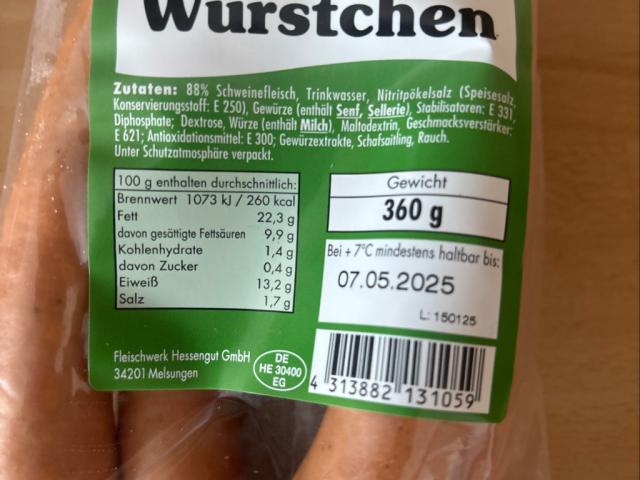 Würstchen
Zutaten: 88% Schweinefleisch, Trinkwasser, Nitritpökelsalz (Speisesalz,
Konservierungsstoff: E 250), Gewürze (enthält Senf, Sellerie), Stabilisatoren: E 331,
Diphosphate; Dextrose, Würze (enthält Milch), Maltodextrin, Geschmacksverstärker:
E 621; Antioxidationsmittel: E 300; Gewürzextrakte, Schafsaitling, Rauch.
Unter Schutzatmosphäre verpackt.
100 g enthalten durchschnittlich:
Brennwert 1073 kJ / 260 kcal
Fett 22,3 g
davon gesättigte Fettsäuren 9,9 g
Kohlenhydrate 1,4 g
davon Zucker 0,4 g
Eiweiß 13,2 g
Salz 1,7 g
Gewicht
360 g
Bei +7°C mindestens haltbar bis:
07.05.2025
L: 150125
Fleischwerk Hessengut GmbH
34201 Melsungen
DE
HE 30400
EG
4 313882 131059